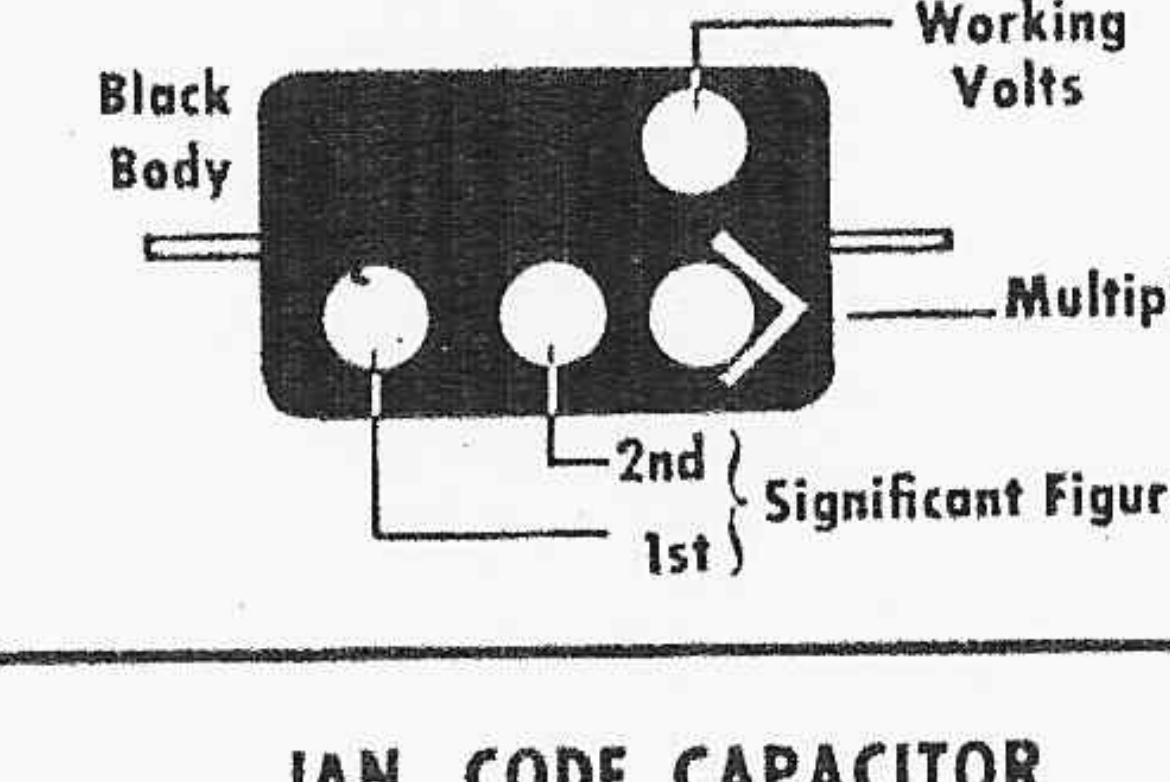 Working
Volts
Black
Body
Multip
2nd
1st
Significant Figur
JAN CODE CAPACITOR